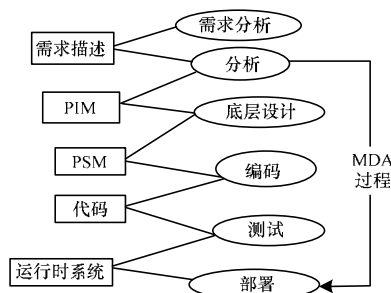 需求分析
需求描述
分析
PIM
底层设计
PSM
编码
MDA
过程
代码
测试
运行时系统
部署